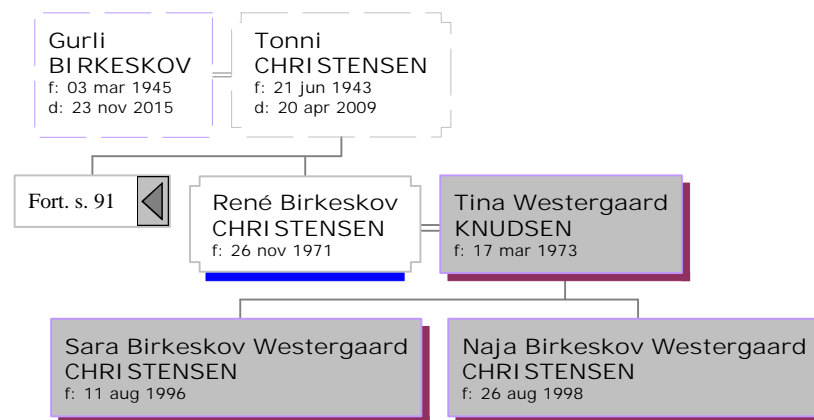 Gurli
BIRKESKOV
f: 03 mar 1945
d: 23 nov 2015
Tonni
CHRISTENSEN
f: 21 jun 1943
d: 20 apr 2009
Fort. s. 91
René Birkeskov
CHRISTENSEN
f: 26 nov 1971
Tina Westergaard
KNUDSEN
f: 17 mar 1973
Sara Birkeskov Westergaard
CHRISTENSEN
f: 11 aug 1996
Naja Birkeskov Westergaard
CHRISTENSEN
f: 26 aug 1998